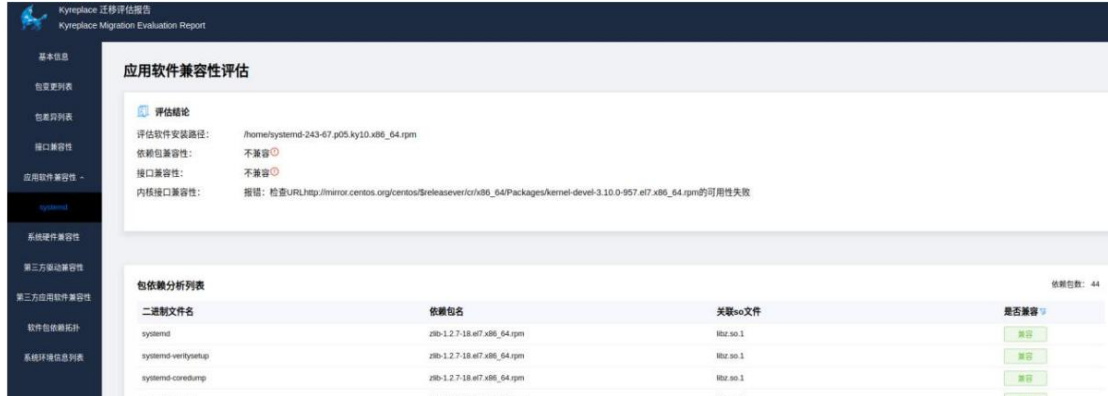 Kyreplace 迁移评估报告
Kyreplace Migration Evaluation Report
基本信息
包变更列表
包差异列表
接口兼容性
应用软件兼容性 -
systemd
系统硬件兼容性
第三方驱动兼容性
第三方应用软件兼容性
软件包依赖拓扑
系统环境信息列表
应用软件兼容性评估
评估结论
评估软件安装路径： /home/systemd-243-67.p05.ky10.x86_64.rpm
依赖包兼容性： 不兼容
接口兼容性： 不兼容
内核接口兼容性： 报错：检查URLhttp://mirror.centos.org/centos/$releasever/cr/x86_64/Packages/kernel-devel-3.10.0-957.el7.x86_64.rpm的可用性失败
包依赖分析列表 依赖包数： 44
二进制文件名 依赖包名 关联so文件 是否兼容
systemd zlib-1.2.7-18.el7.x86_64.rpm libz.so.1 兼容
systemd-veritysetup zlib-1.2.7-18.el7.x86_64.rpm libz.so.1 兼容
systemd-coredump zlib-1.2.7-18.el7.x86_64.rpm libz.so.1 兼容